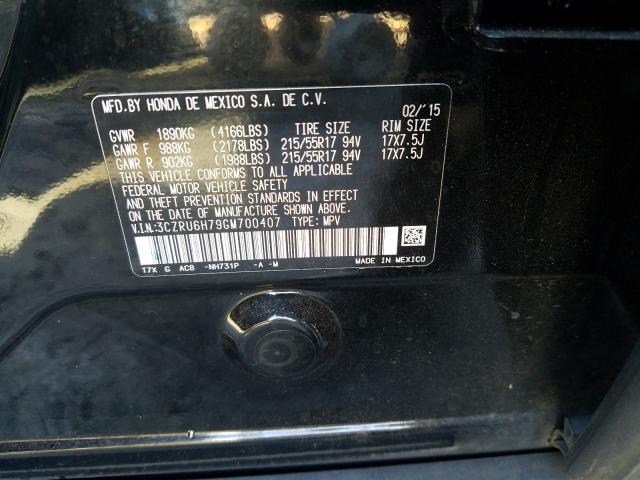 MFD.BY HONDA DE MEXICO S.A. DE C.V. 02/'15
GVWR 1890KG (4166LBS) TIRE SIZE RIM SIZE
GAWR F 988KG (2178LBS) 215/55R17 94V 17X7.5J
GAWR R 902KG (1988LBS) 215/55R17 94V 17X7.5J
THIS VEHICLE CONFORMS TO ALL APPLICABLE
FEDERAL MOTOR VEHICLE SAFETY
AND THEFT PREVENTION STANDARDS IN EFFECT ON
THE DATE OF MANUFACTURE SHOWN ABOVE.
V.I.N.:3CZRU6H79GM700407 TYPE: MPV
T7X G AC8 -NH731P -A -M MADE IN MEXICO